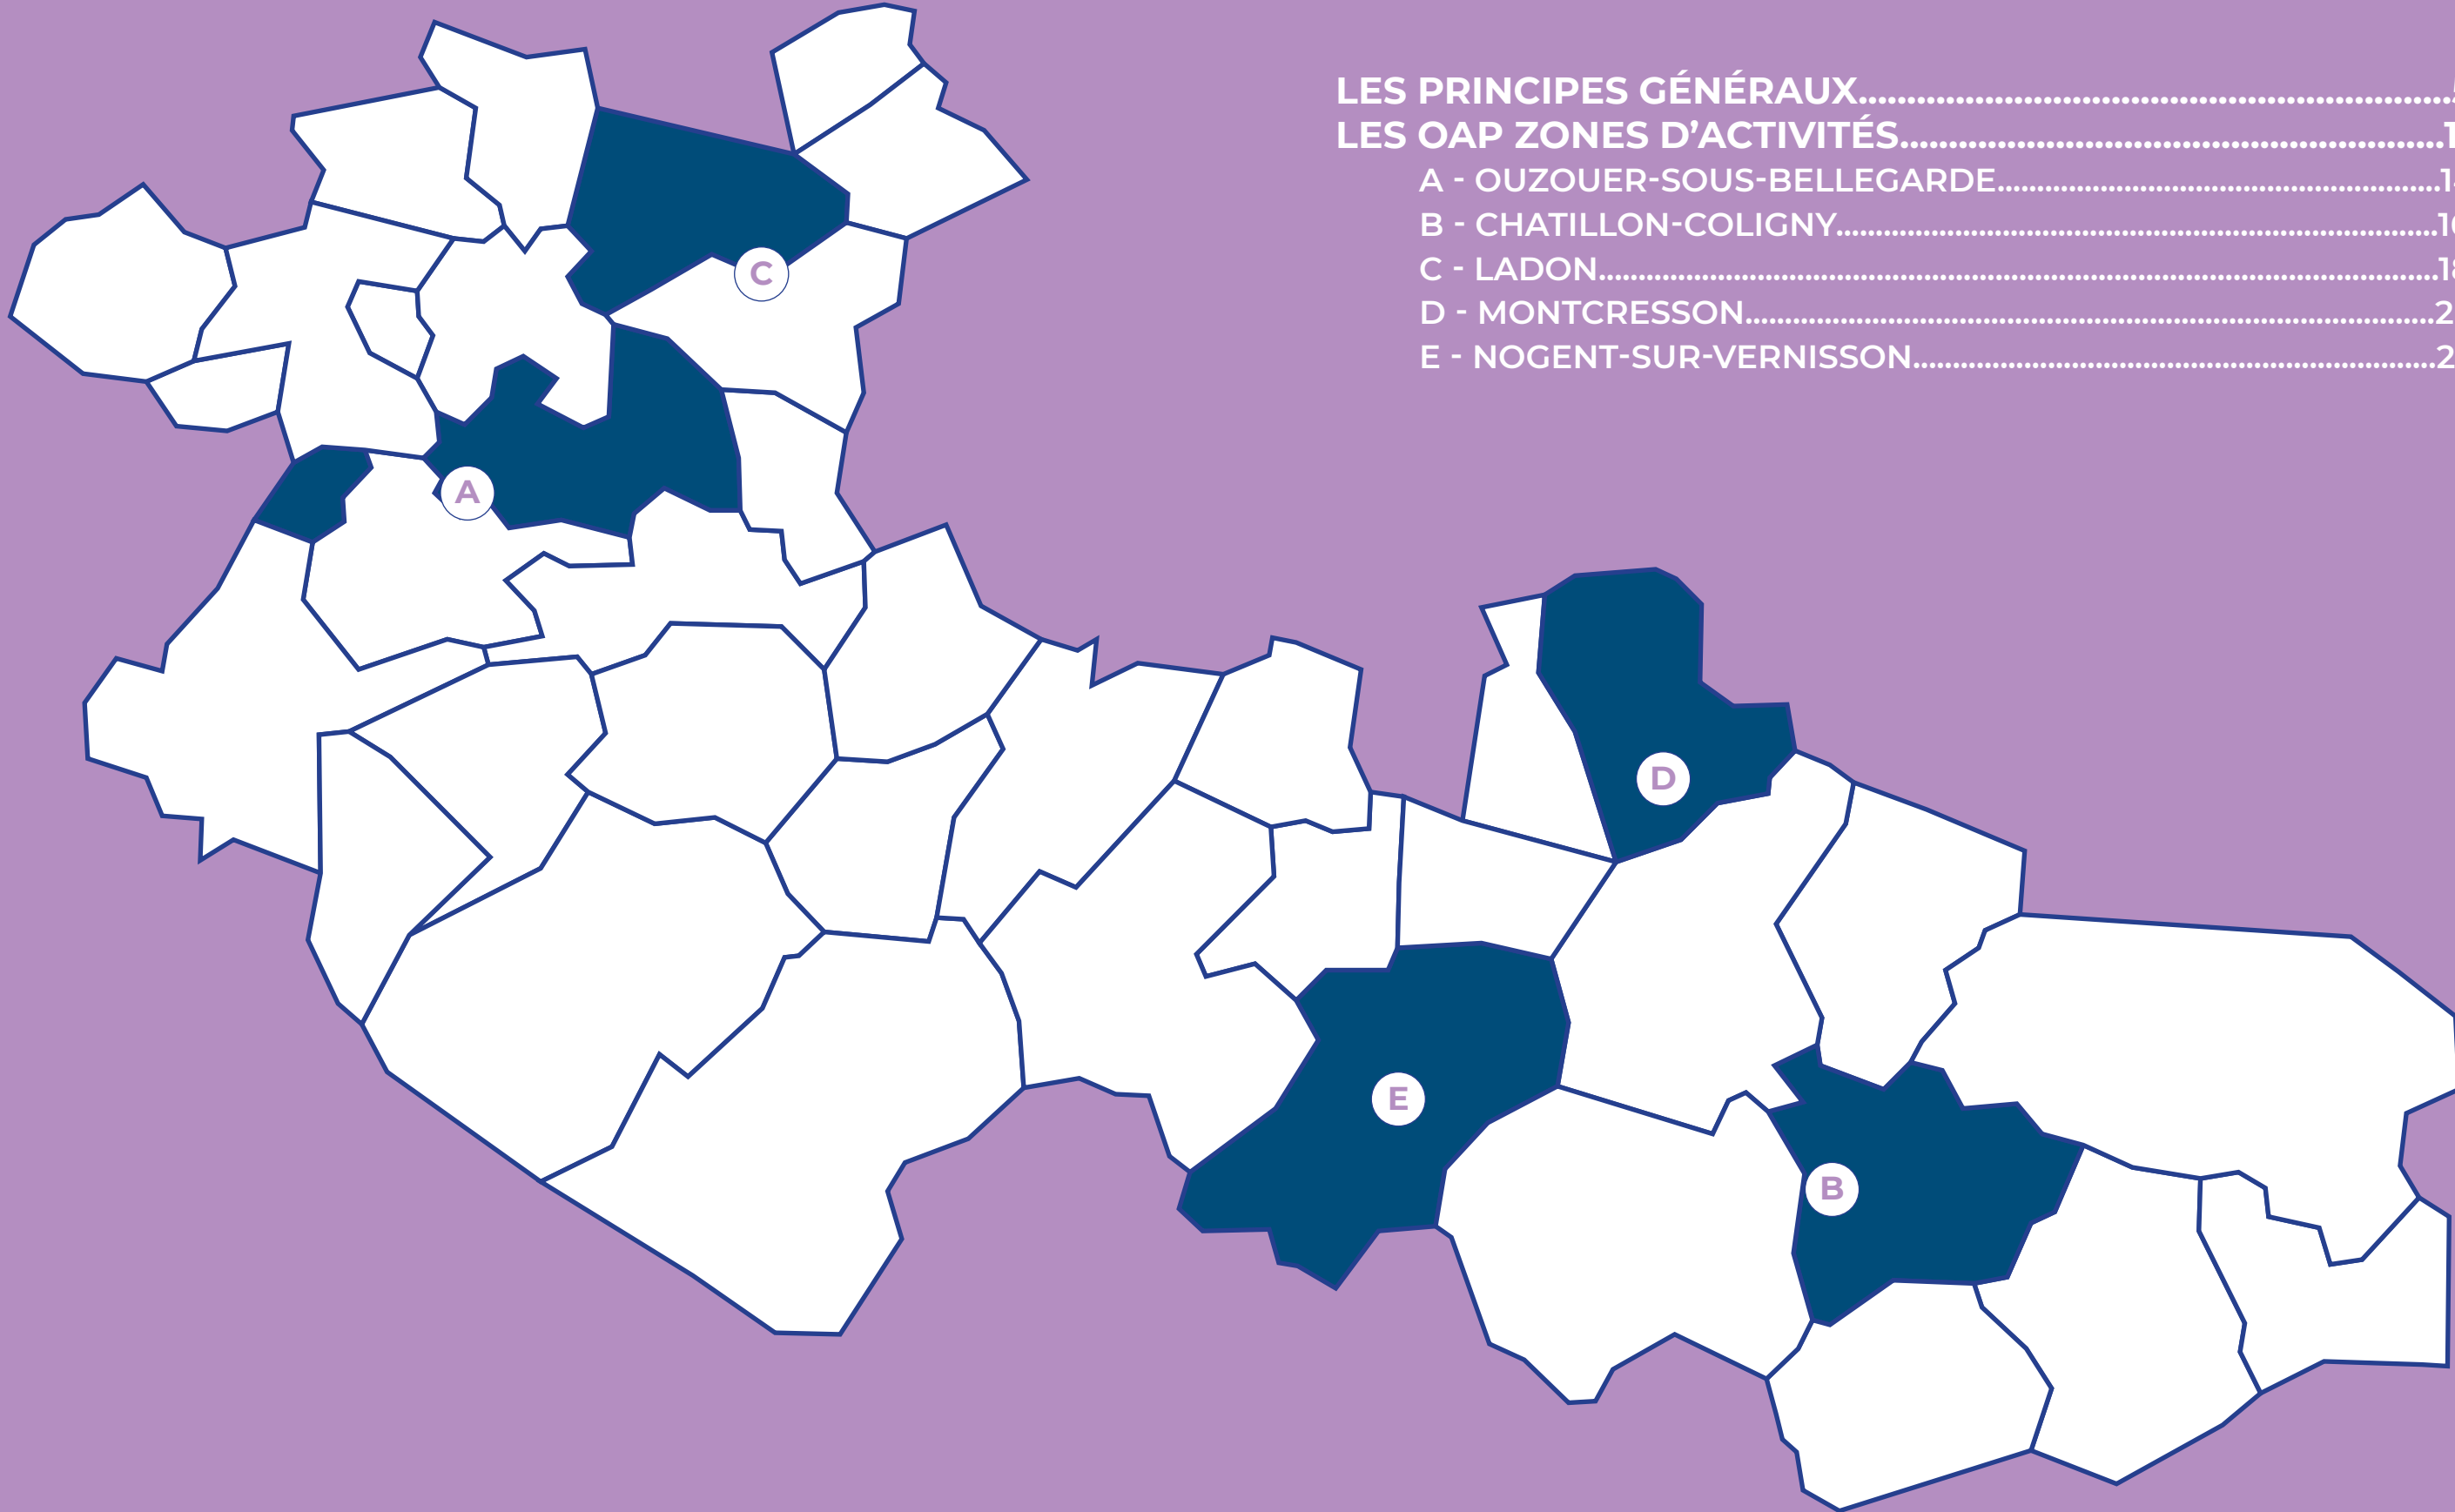 LES PRINCIPES GÉNÉRAUX
LES OAP ZONES D'ACTIVITÉS
A - OUZOUER-SOUS-BELLEGARDE
B - CHATILLON-COLIGNY
C - LADON
D - MONTCRESSON
E - NOGENT-SUR-VERNISSON
C
A
D
E
B